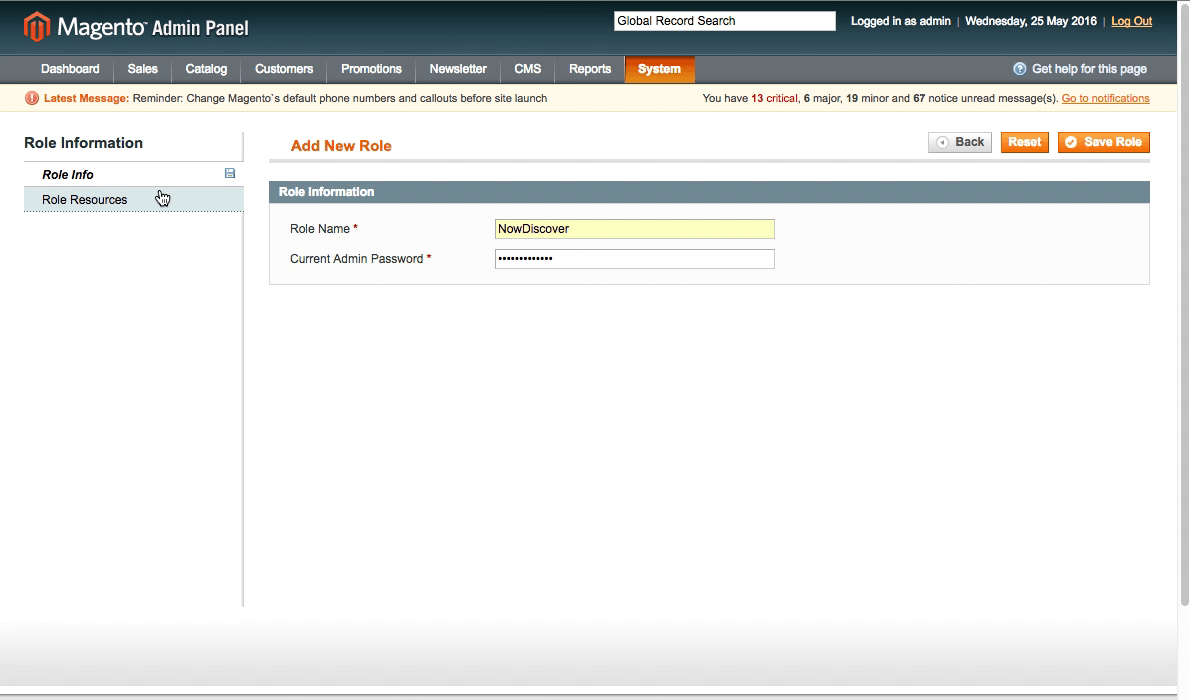 Magento™ Admin Panel
Global Record Search
Logged in as admin | Wednesday, 25 May 2016 | Log Out
Dashboard Sales Catalog Customers Promotions Newsletter CMS Reports System Get help for this page
Latest Message: Reminder: Change Magento`s default phone numbers and callouts before site launch
You have 13 critical, 6 major, 19 minor and 67 notice unread message(s). Go to notifications
Role Information
Role Info
Role Resources
Add New Role
Back Reset Save Role
Role Information
Role Name * NowDiscover
Current Admin Password * •••••••••••••